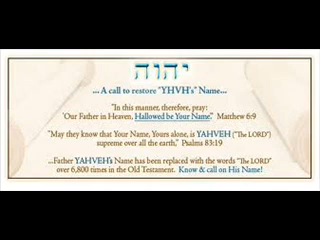 יהוה
... A call to restore "YHVH's" Name...
"In this manner, therefore, pray:
'Our Father in Heaven, Hallowed be Your Name.'" Matthew 6:9
"May they know that Your Name, Yours alone, is YAHVEH ("The LORD")
supreme over all the earth," Psalms 83:19
...Father YAHVEH's Name has been replaced with the words "The LORD"
over 6,800 times in the Old Testament. Know & call on His Name!